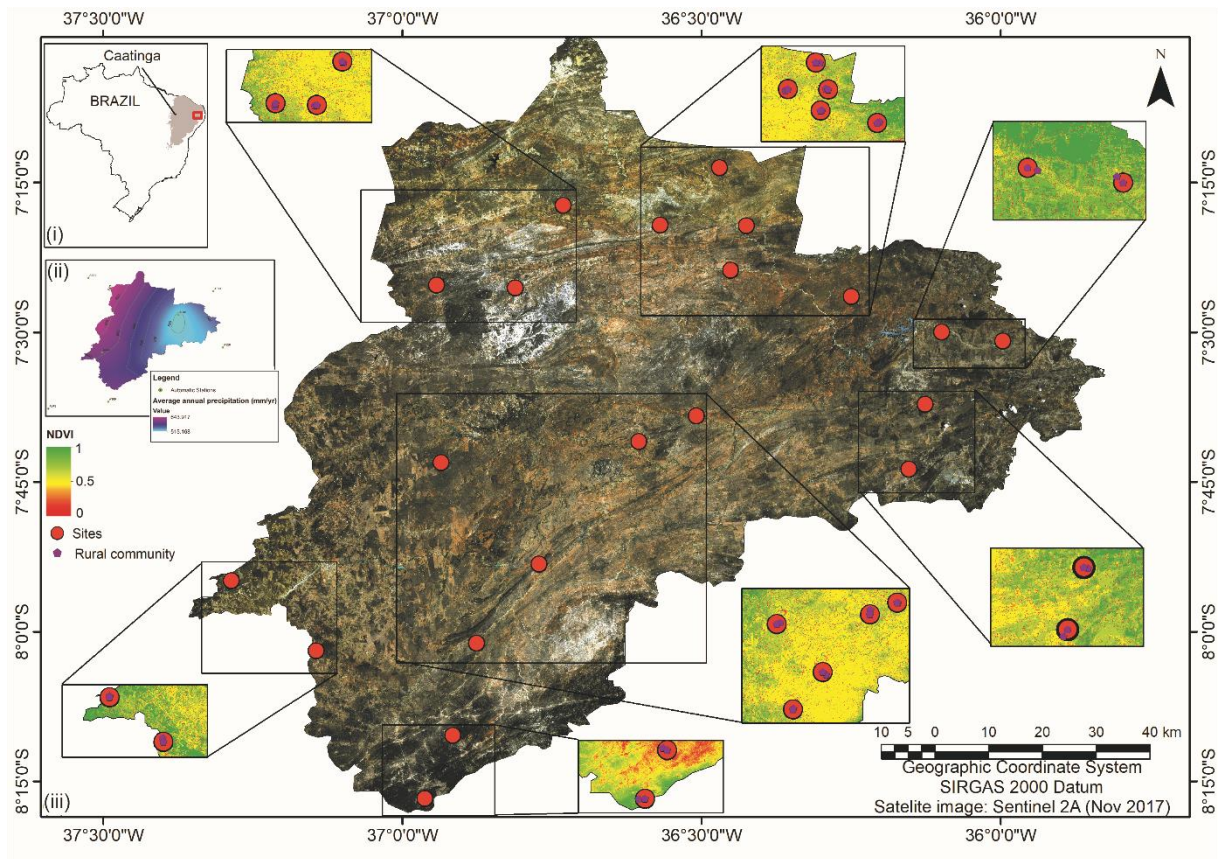 37°30'0"W
37°0'0"W
36°30'0"W
36°0'0"W
Caatinga
BRAZIL
N
7°15'0"S
7°15'0"S
(i)
(ii)
Legend
Automatic Stations
Average annual precipitation (mm/yr)
Value
7°30'0"S
7°30'0"S
NDVI
1
0.5
0
Sites
Rural community
7°45'0"S
7°45'0"S
8°0'0"S
8°0'0"S
10 5 0 10 20 30 40 km
Geographic Coordinate System
SIRGAS 2000 Datum
Satelite image: Sentinel 2A (Nov 2017)
8°15'0"S
8°15'0"S
(iii)
37°30'0"W
37°0'0"W
36°30'0"W
36°0'0"W